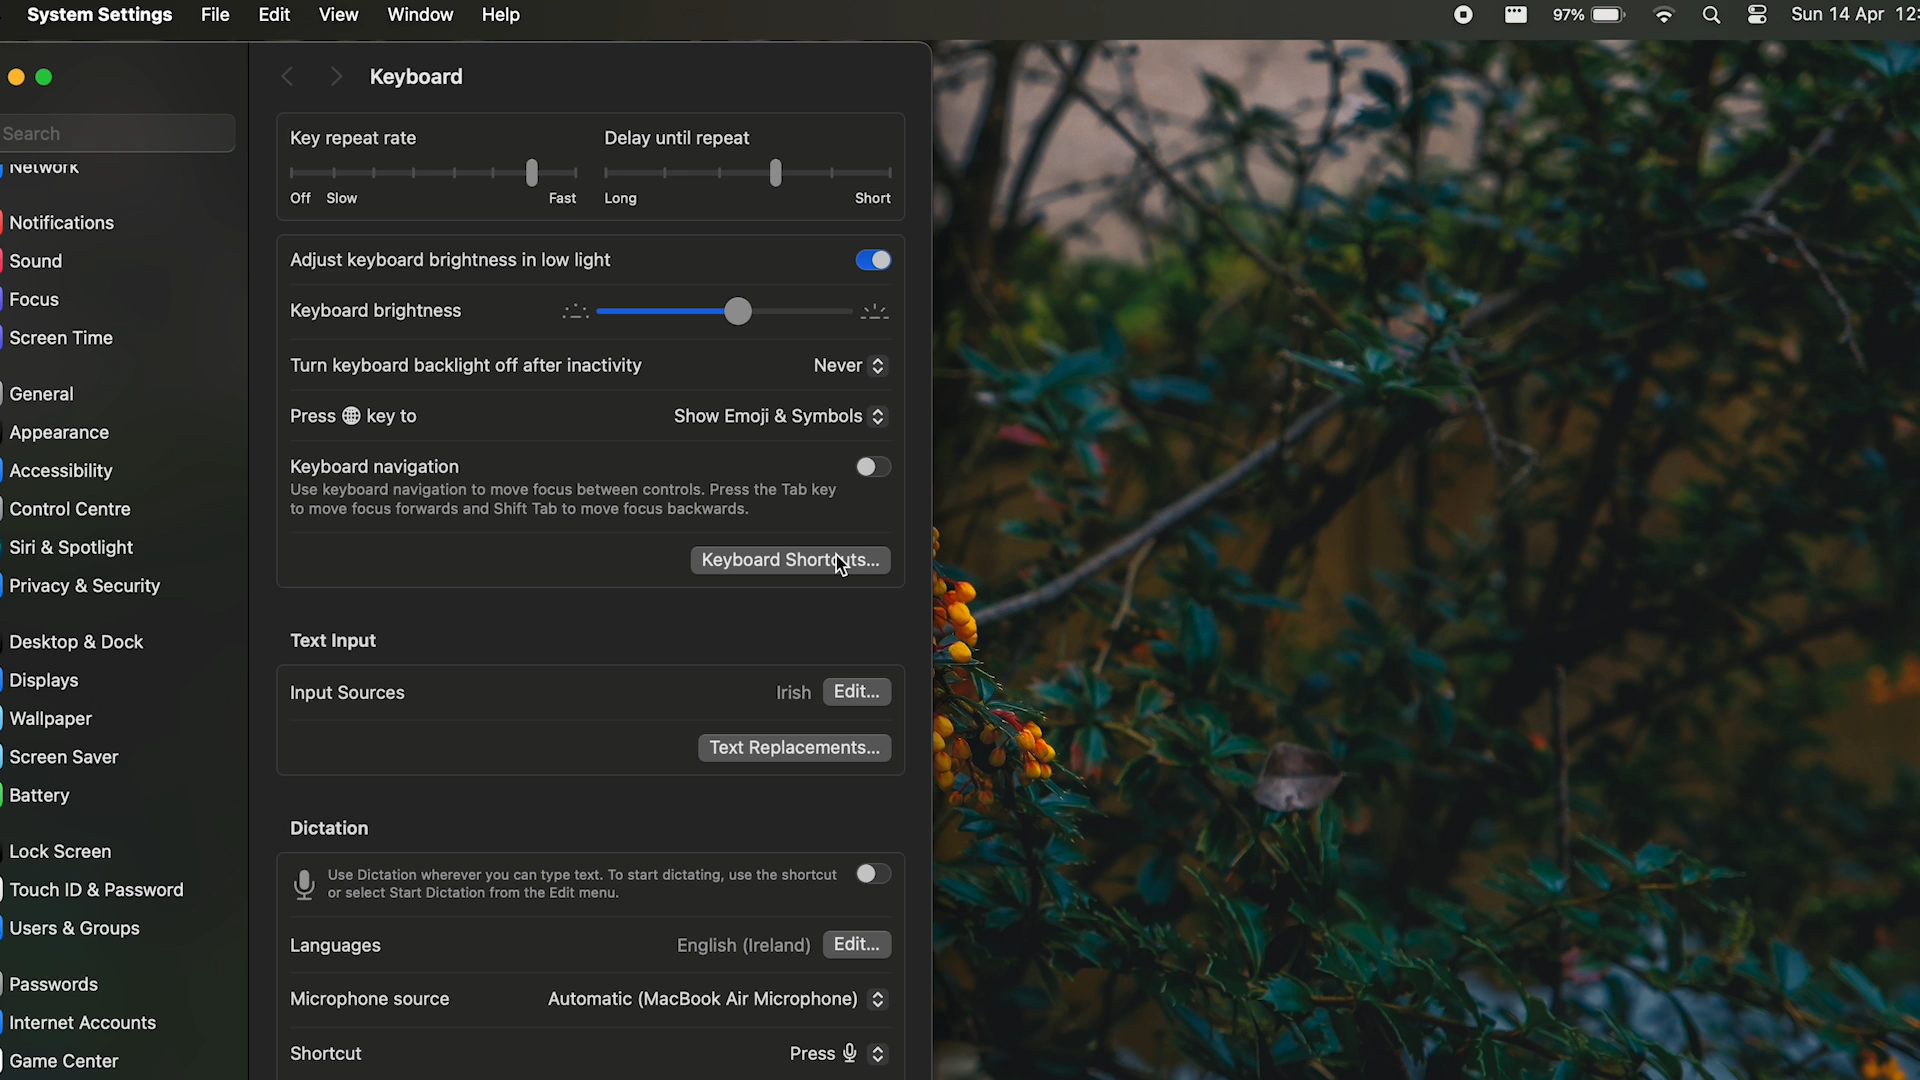 System Settings File Edit View Window Help 97% Sun 14 Apr 12:
Keyboard
Search
Network
Notifications
Sound
Focus
Screen Time
General
Appearance
Accessibility
Control Centre
Siri & Spotlight
Privacy & Security
Desktop & Dock
Displays
Wallpaper
Screen Saver
Battery
Lock Screen
Touch ID & Password
Users & Groups
Passwords
Internet Accounts
Game Center
Key repeat rate Delay until repeat
Off Slow Fast Long Short
Adjust keyboard brightness in low light
Keyboard brightness
Turn keyboard backlight off after inactivity Never
Press key to Show Emoji & Symbols
Keyboard navigation
Use keyboard navigation to move focus between controls. Press the Tab key
to move focus forwards and Shift Tab to move focus backwards.
Keyboard Shortcuts...
Text Input
Input Sources Irish Edit...
Text Replacements...
Dictation
Use Dictation wherever you can type text. To start dictating, use the shortcut
or select Start Dictation from the Edit menu.
Languages English (Ireland) Edit...
Microphone source Automatic (MacBook Air Microphone)
Shortcut Press